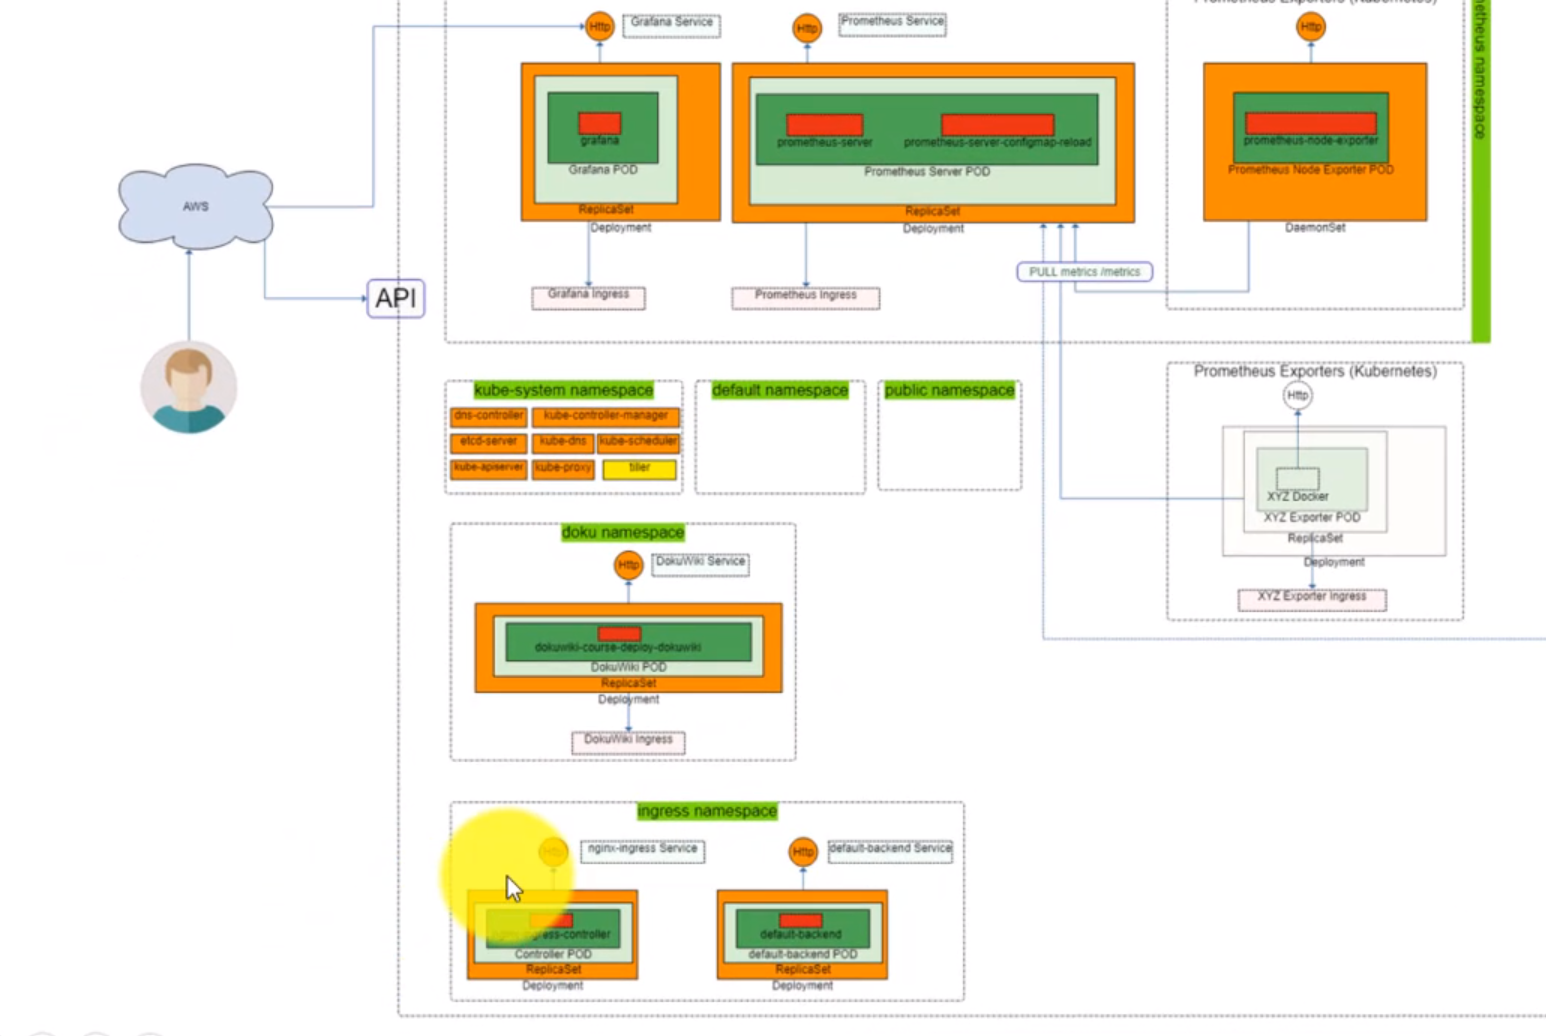 Prometheus Exporters (Kubernetes)
Http
Grafana Service
Http
Prometheus Service
Http
grafana
Grafana POD
ReplicaSet
Deployment
prometheus-server
prometheus-server-configmap-reload
Prometheus Server POD
ReplicaSet
Deployment
prometheus-node-exporter
Prometheus Node Exporter POD
DaemonSet
metheus namespace
AWS
API
PULL metrics /metrics
Grafana Ingress
Prometheus Ingress
kube-system namespace
dns-controller
kube-controller-manager
etcd-server
kube-dns
kube-scheduler
kube-apiserver
kube-proxy
tiller
default namespace
public namespace
Prometheus Exporters (Kubernetes)
Http
XYZ Docker
XYZ Exporter POD
ReplicaSet
Deployment
XYZ Exporter Ingress
doku namespace
Http
DokuWiki Service
dokuwiki-course-deploy-dokuwiki
DokuWiki POD
ReplicaSet
Deployment
DokuWiki Ingress
ingress namespace
Http
nginx-ingress Service
Http
default-backend Service
nginx-ingress-controller
Controller POD
ReplicaSet
Deployment
default-backend
default-backend POD
ReplicaSet
Deployment